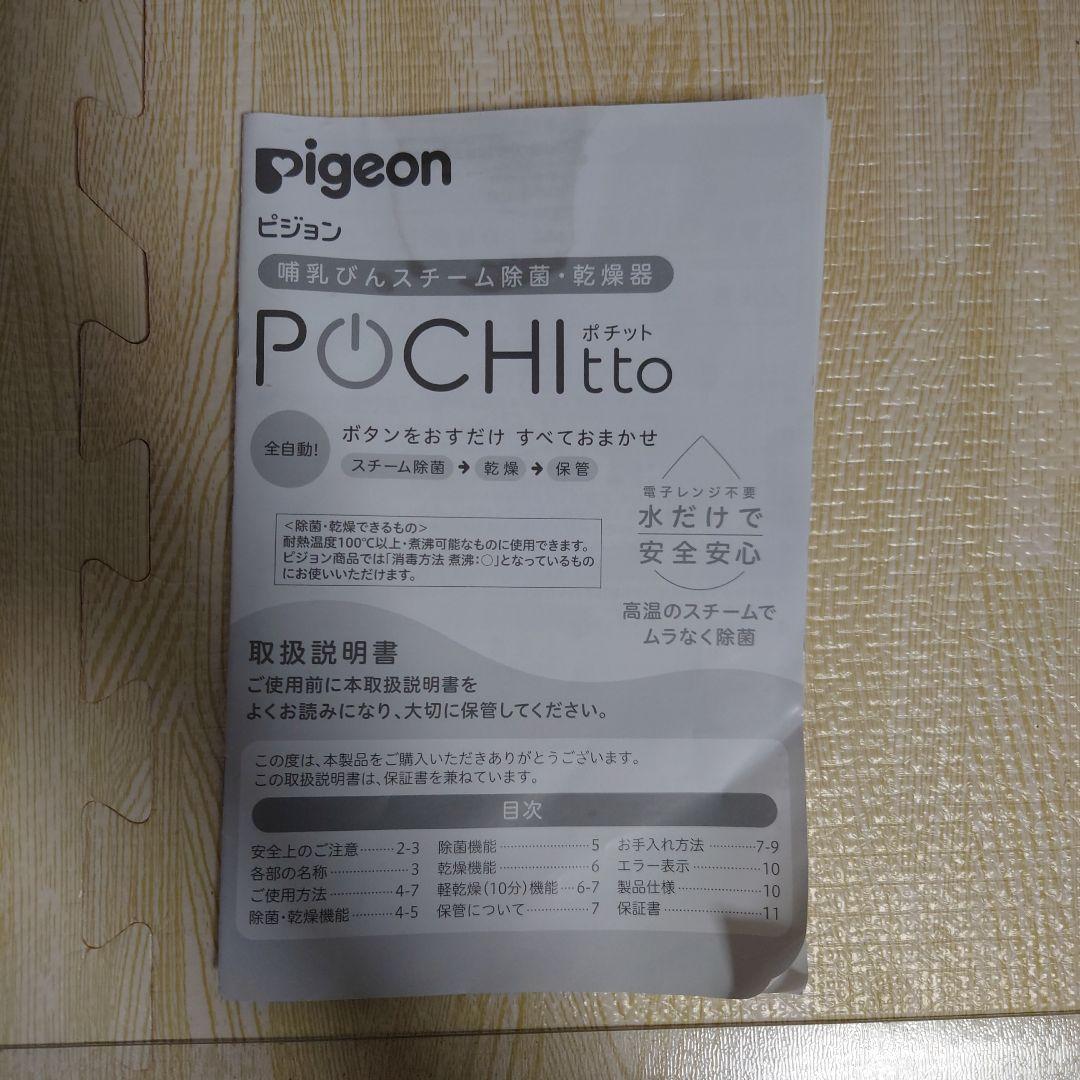 pigeon
ピジョン
哺乳びんスチーム除菌・乾燥器
POCHItto
ポチット
全自動!
ボタンをおすだけ すべておまかせ
スチーム除菌→乾燥→保管
<除菌・乾燥できるもの>
耐熱温度100℃以上・煮沸可能なものに使用できます。
ピジョン商品では「消毒方法 煮沸:○」となっているもの
にお使いいただけます。
電子レンジ不要
水だけで
安全安心
高温のスチームで
ムラなく除菌
取扱説明書
ご使用前に本取扱説明書を
よくお読みになり、大切に保管してください。
この度は、本製品をご購入いただきありがとうございます。
この取扱説明書は、保証書を兼ねています。
目次
安全上のご注意………2-3
各部の名称………3
ご使用方法………4-7
除菌・乾燥機能………4-5
除菌機能………5
乾燥機能………6
軽乾燥(10分)機能…6-7
保管について………7
お手入れ方法………7-9
エラー表示………10
製品仕様………10
保証書………11